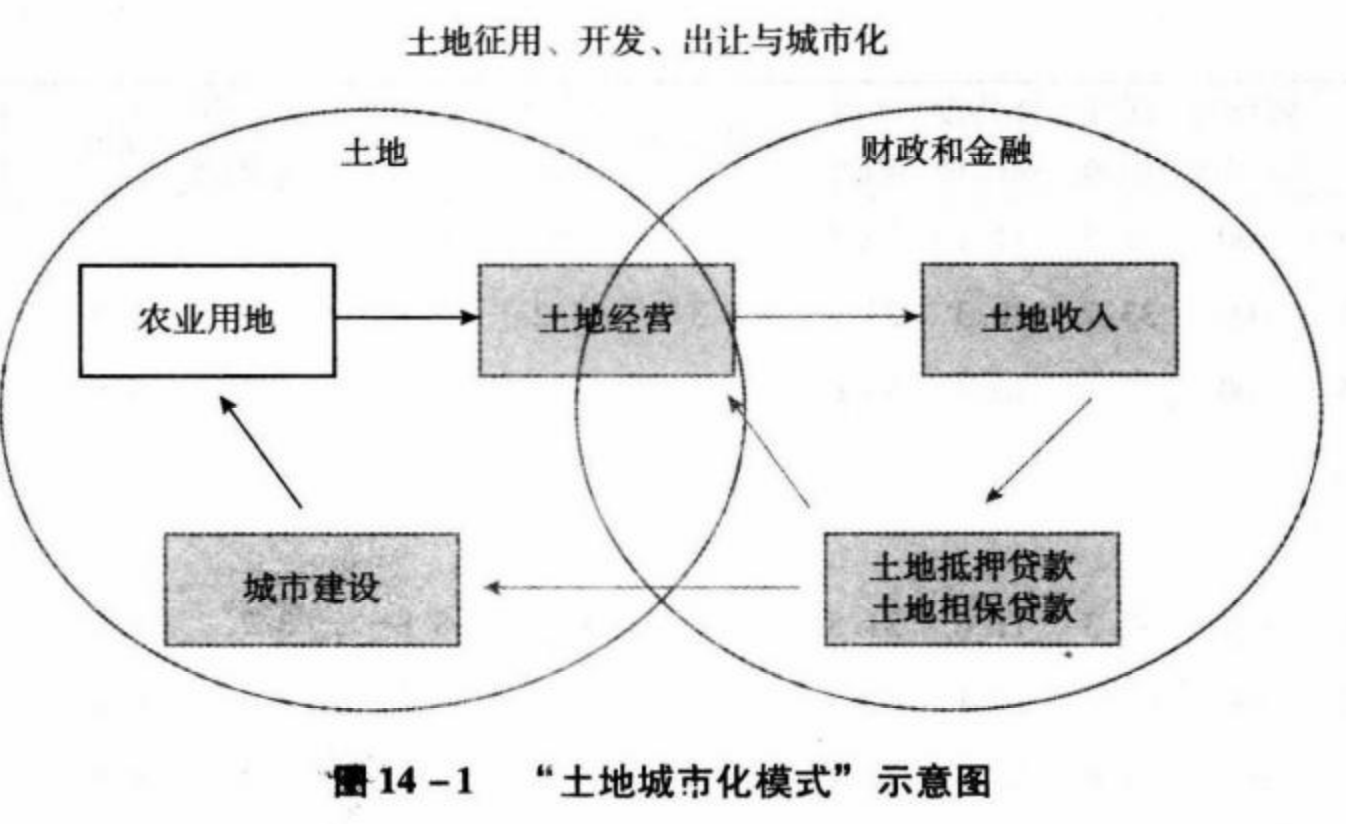 土地征用、开发、出让与城市化
土地
财政和金融
农业用地
土地经营
土地收入
城市建设
土地抵押贷款
土地担保贷款
图 14-1 “土地城市化模式”示意图